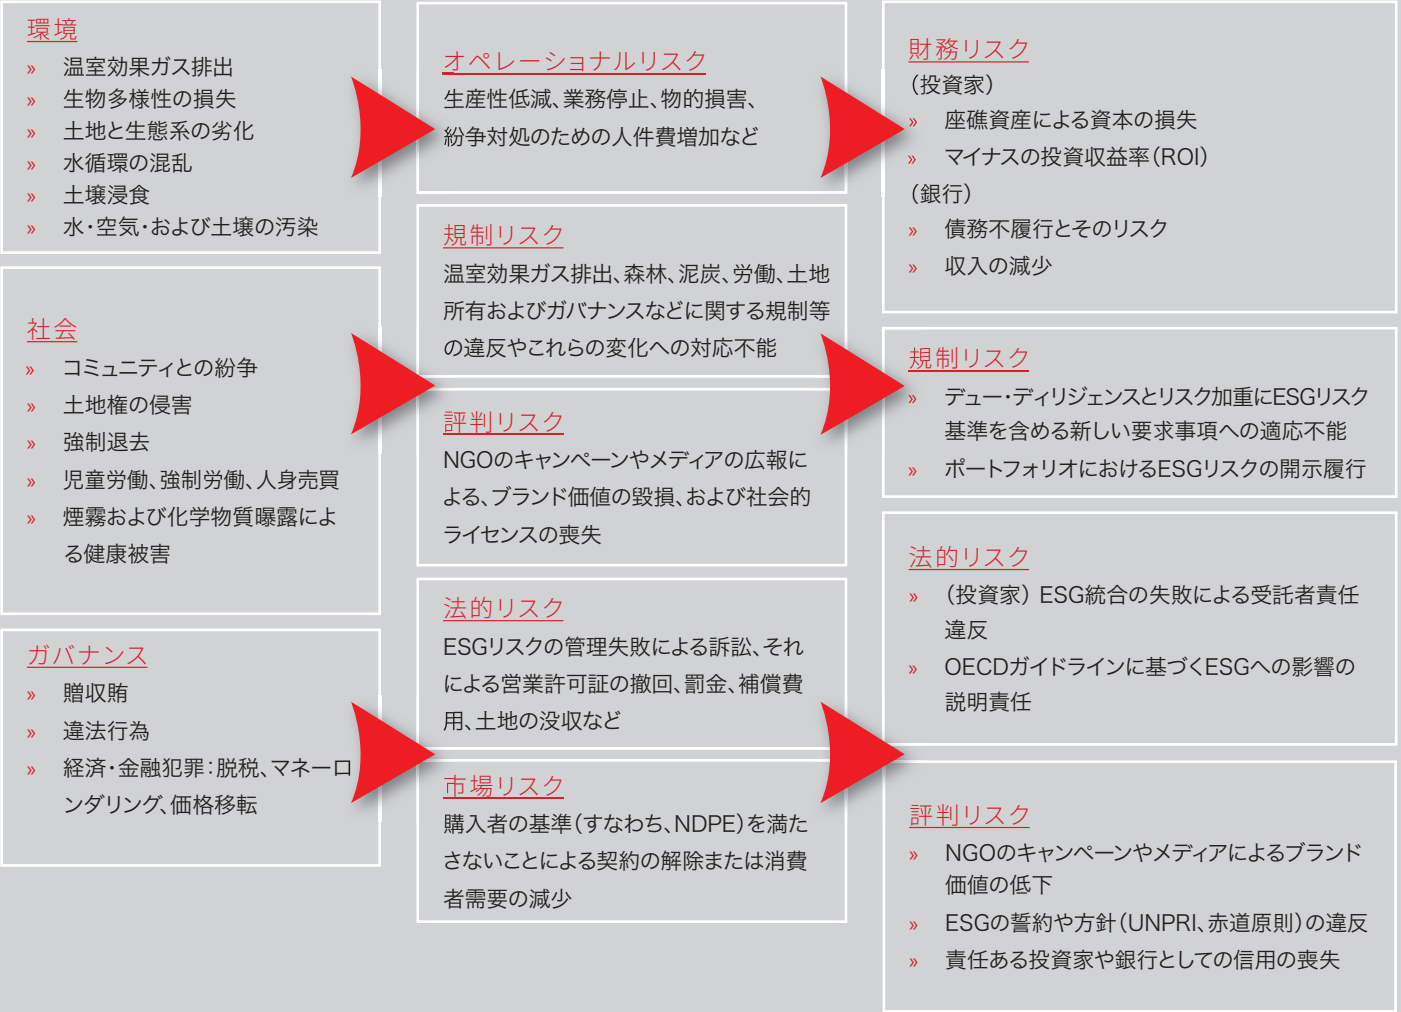 環境
» 温室効果ガス排出
» 生物多様性の損失
» 土地と生態系の劣化
» 水循環の混乱
» 土壌浸食
» 水・空気・および土壌の汚染
社会
» コミュニティとの紛争
» 土地権の侵害
» 強制退去
» 児童労働、強制労働、人身売買
» 煙霧および化学物質曝露によ
る健康被害
ガバナンス
» 贈収賄
» 違法行為
» 経済・金融犯罪：脱税、マネーロ
ンダリング、価格移転
オペレーショナルリスク
生産性低減、業務停止、物的損害、
紛争対処のための人件費増加など
規制リスク
温室効果ガス排出、森林、泥炭、労働、土地
所有およびガバナンスなどに関する規制等
の違反やこれらの変化への対応不能
評判リスク
NGOのキャンペーンやメディアの広報に
よる、ブランド価値の毀損、および社会的
ライセンスの喪失
法的リスク
ESGリスクの管理失敗による訴訟、それ
による営業許可証の撤回、罰金、補償費
用、土地の没収など
市場リスク
購入者の基準（すなわち、NDPE）を満た
さないことによる契約の解除または消費
者需要の減少
財務リスク
（投資家）
» 座礁資産による資本の損失
» マイナスの投資収益率（ROI）
（銀行）
» 債務不履行とそのリスク
» 収入の減少
規制リスク
» デュー・ディリジェンスとリスク加重にESGリスク
基準を含める新しい要求事項への適応不能
» ポートフォリオにおけるESGリスクの開示履行
法的リスク
» （投資家） ESG統合の失敗による受託者責任
違反
» OECDガイドラインに基づくESGへの影響の
説明責任
評判リスク
» NGOのキャンペーンやメディアによるブランド
価値の低下
» ESGの誓約や方針（UNPRI、赤道原則）の違反
» 責任ある投資家や銀行としての信用の喪失